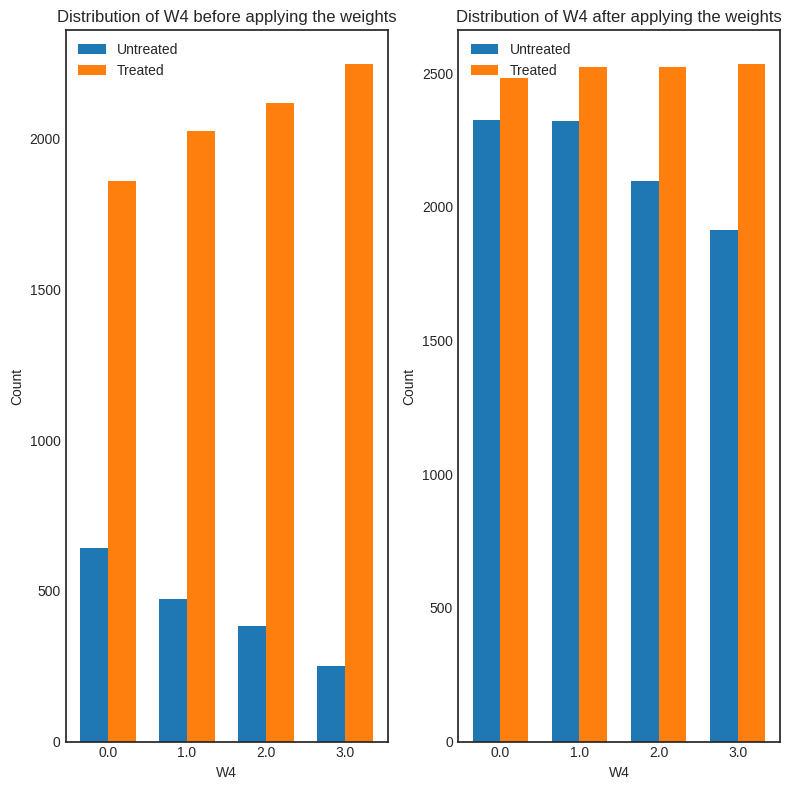 Distribution of W4 before applying the weights
Untreated
Treated
2000
1500
1000
500
0
Count
0.0 1.0 2.0 3.0
W4
Distribution of W4 after applying the weights
Untreated
Treated
2500
2000
1500
1000
500
0
Count
0.0 1.0 2.0 3.0
W4